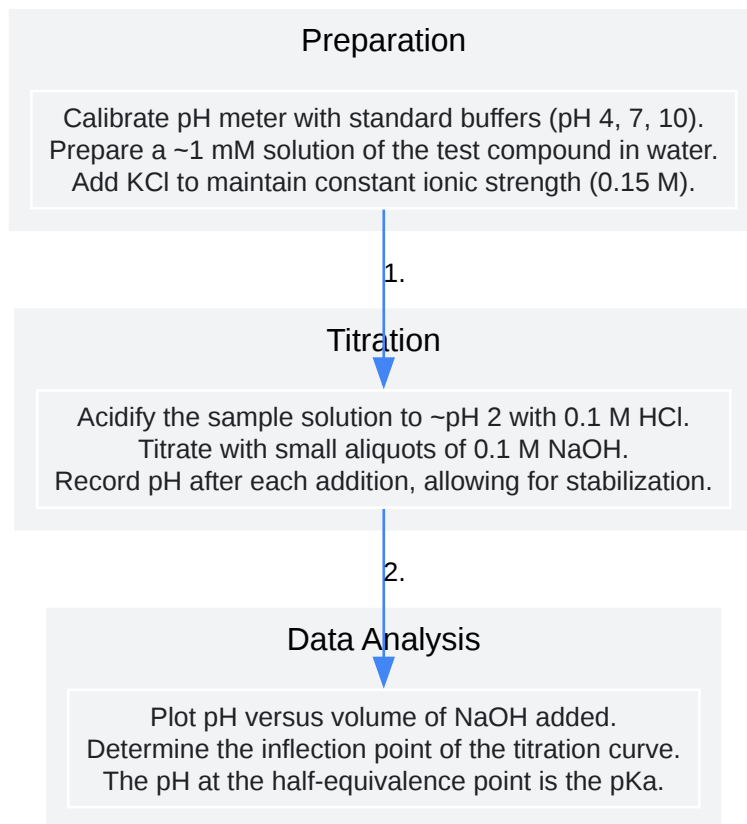 Preparation
Calibrate pH meter with standard buffers (pH 4, 7, 10).
Prepare a ~1 mM solution of the test compound in water.
Add KCl to maintain constant ionic strength (0.15 M).
1.
Titration
Acidify the sample solution to ~pH 2 with 0.1 M HCl.
Titrate with small aliquots of 0.1 M NaOH.
Record pH after each addition, allowing for stabilization.
2.
Data Analysis
Plot pH versus volume of NaOH added.
Determine the inflection point of the titration curve.
The pH at the half-equivalence point is the pKa.